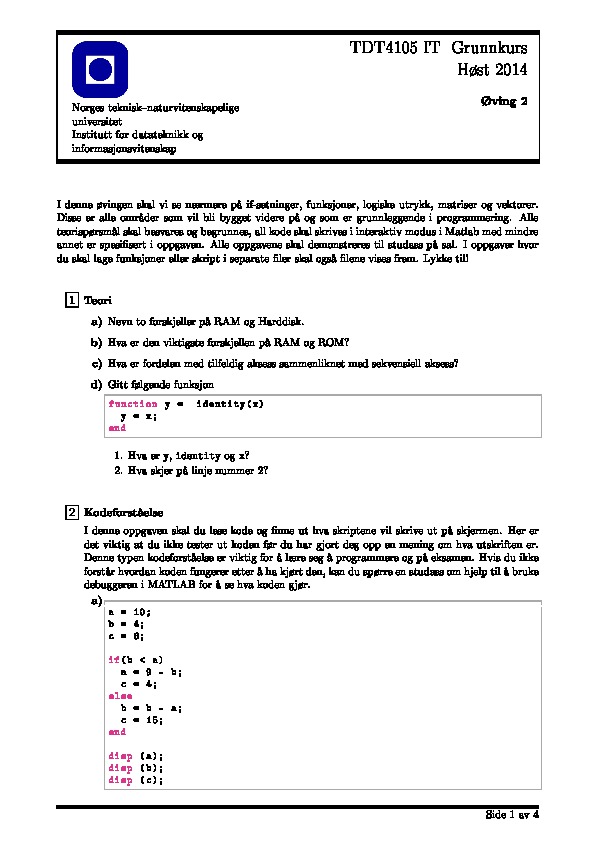 TDT4105 IT Grunnkurs
Høst 2014
Øving 2
Norges teknisk–naturvitenskapelige
universitet
Institutt for datateknikk og
informasjonsvitenskap
I denne øvingen skal vi se nærmere på if-setninger, funksjoner, logiske utrykk, matriser og vektorer.
Disse er alle områder som vil bli bygget videre på og som er grunnleggende i programmering. Alle
teorispørsmål skal besvares og begrunnes, all kode skal skrives i interaktiv modus i Matlab med mindre
annet er spesifisert i oppgaven. Alle oppgavene skal demonstreres til studass på sal. I oppgaver hvor
du skal lage funksjoner eller skript i separate filer skal også filene vises frem. Lykke til!
1 Teori
a) Nevn to forskjeller på RAM og Harddisk.
b) Hva er den viktigste forskjellen på RAM og ROM?
c) Hva er fordelen med tilfeldig aksess sammenliknet med sekvensiell aksess?
d) Gitt følgende funksjon
function y = identity(x)
y = x;
end
1. Hva er y, identity og x?
2. Hva skjer på linje nummer 2?
2 Kodeforståelse
I denne oppgaven skal du lese kode og finne ut hva skriptene vil skrive ut på skjermen. Her er
det viktig at du ikke tester ut koden før du har gjort deg opp en mening om hva utskriften er.
Denne typen kodeforståelse er viktig for å lære seg å programmere og på eksamen. Hvis du ikke
forstår hvordan koden fungerer etter å ha kjørt den, kan du spørre en studass om hjelp til å bruke
debuggeren i MATLAB for å se hva koden gjør.
a)
a = 10;
b = 4;
c = 8;
if(b < a)
a = 9 - b;
c = 4;
else
b = b - a;
c = 15;
end
disp (a);
disp (b);
disp (c);
Side 1 av 4